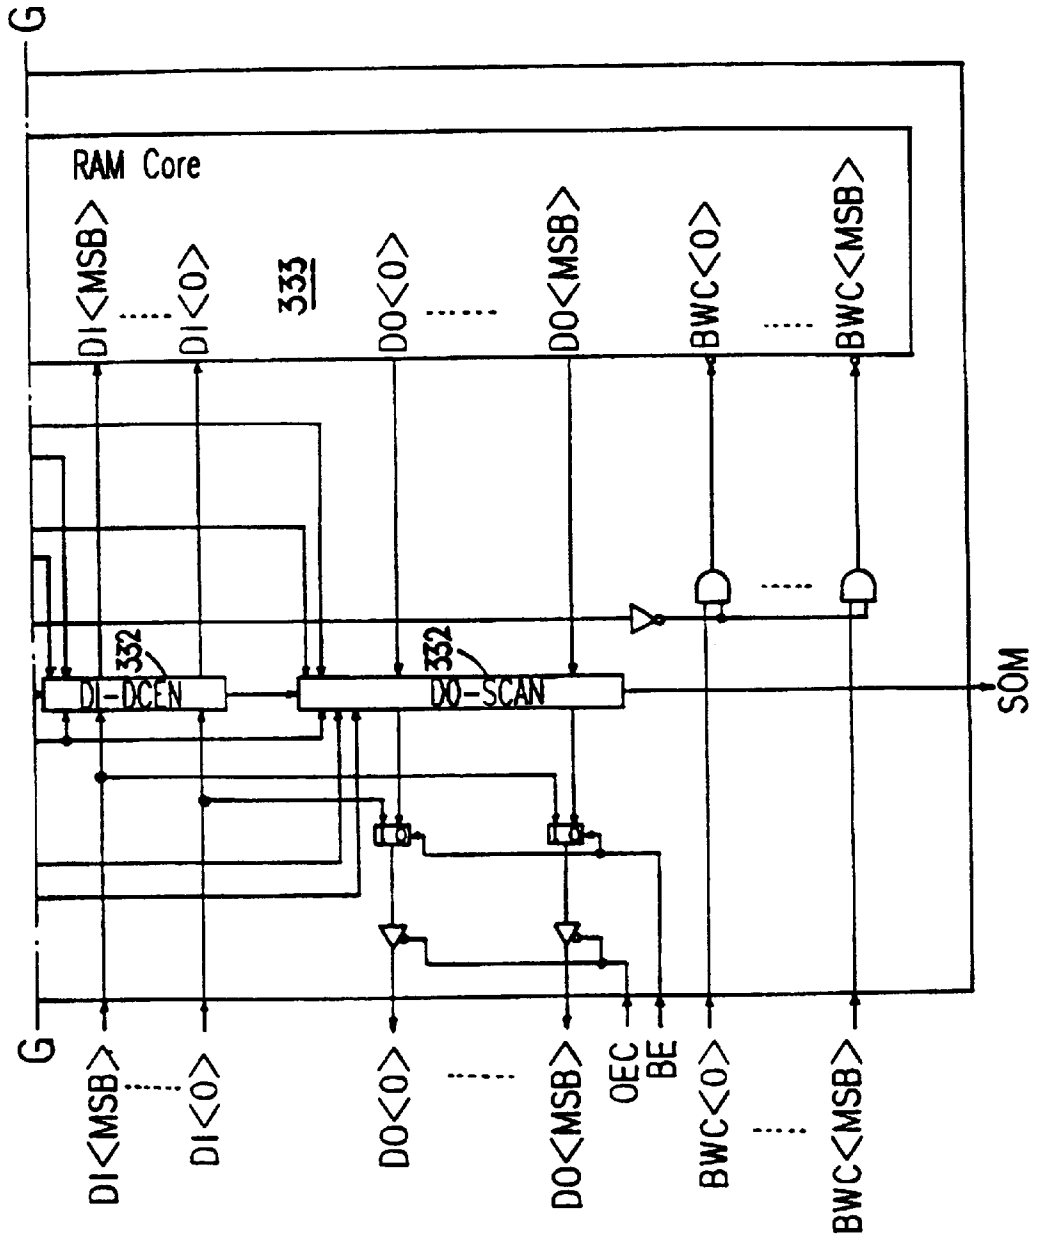 G
G
RAM Core
DI<MSB>
DI<0>
333
DO<0>
DO<MSB>
BWC<0>
BWC<MSB>
332
DI-DCEN
332
DO-SCAN
SOM
DI<MSB>
DI<0>
DO<0>
DO<MSB>
OEC
BE
BWC<0>
BWC<MSB>